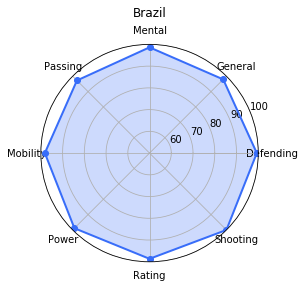 Brazil
Mental
Passing
General
100
90
80
70
60
Mobility
Defending
Power
Shooting
Rating